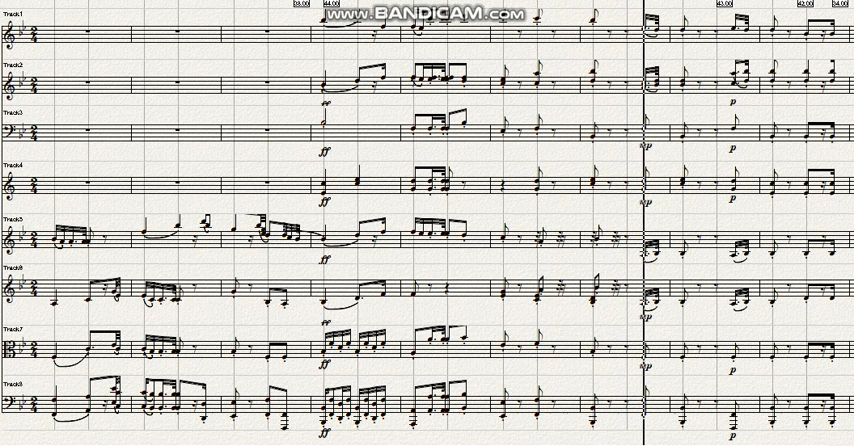 38.00 44.00 43.00 42.00 34.00
www.BANDICAM.com
Track1
Track2
ff p
Track3
ff p p
Track4
ff p p
Track5
ff
Track6
ff p
Track7
ff p
Track8
ff p